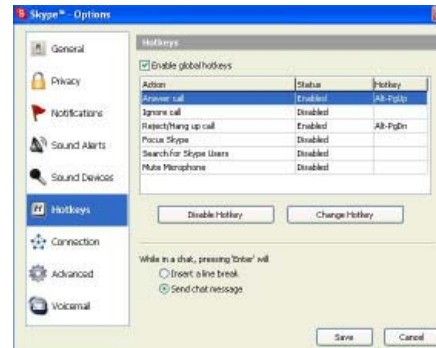 Skype™ - Options
General
Privacy
Notifications
Sound Alerts
Sound Devices
Hotkeys
Connection
Advanced
Voicemail
Hotkeys
Enable global hotkeys
Action Status Hotkey
Answer call Enabled Alt-PgUp
Ignore call Disabled
Reject/Hang up call Enabled Alt-PgDn
Focus Skype Disabled
Search for Skype Users Disabled
Mute Microphone Disabled
Disable Hotkey Change Hotkey
While in a chat, pressing 'Enter' will
Insert a line break
Send chat message
Save Cancel